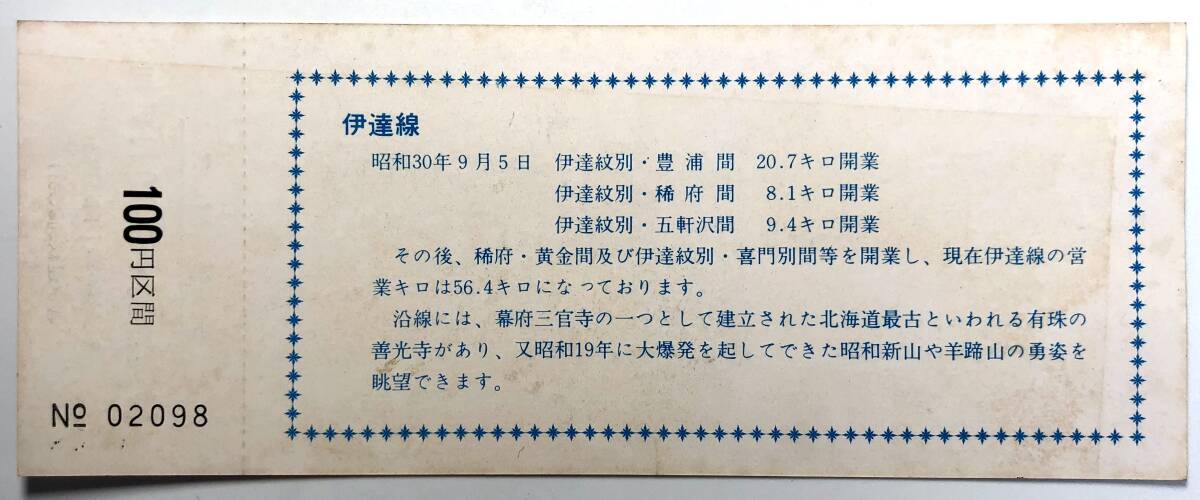 伊達線
昭和30年9月5日 伊達紋別・豊浦間 20.7キロ開業
伊達紋別・稀府間 8.1キロ開業
伊達紋別・五軒沢間 9.4キロ開業
その後、稀府・黄金間及び伊達紋別・喜門別間等を開業し、現在伊達線の営
業キロは56.4キロになっております。
沿線には、幕府三官寺の一つとして建立された北海道最古といわれる有珠の
善光寺があり、又昭和19年に大爆発を起してできた昭和新山や羊蹄山の勇姿を
眺望できます。
100円区間
№ 02098